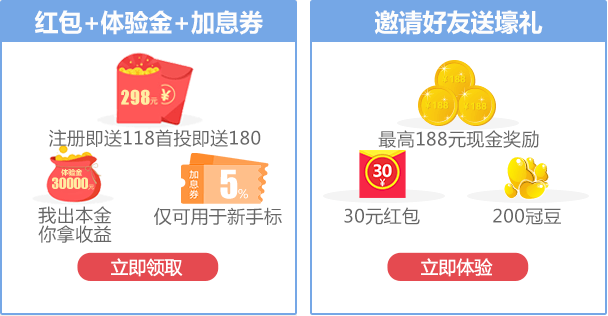 红包+体验金+加息券
298元 ¥
注册即送118首投即送180
体验金
30000元
我出本金
你拿收益
加息券
5%
仅可用于新手标
立即领取
邀请好友送壕礼
188
188
188
最高188元现金奖励
30
¥
30元红包
200冠豆
立即体验